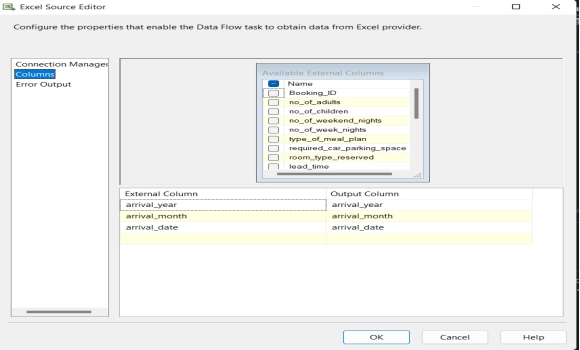 Excel Source Editor
Configure the properties that enable the Data Flow task to obtain data from Excel provider.
Connection Manager
Columns
Error Output
Available External Columns
Name
Booking_ID
no_of_adults
no_of_children
no_of_weekend_nights
no_of_week_nights
type_of_meal_plan
required_car_parking_space
room_type_reserved
lead_time
External Column Output Column
arrival_year arrival_year
arrival_month arrival_month
arrival_date arrival_date
OK Cancel Help